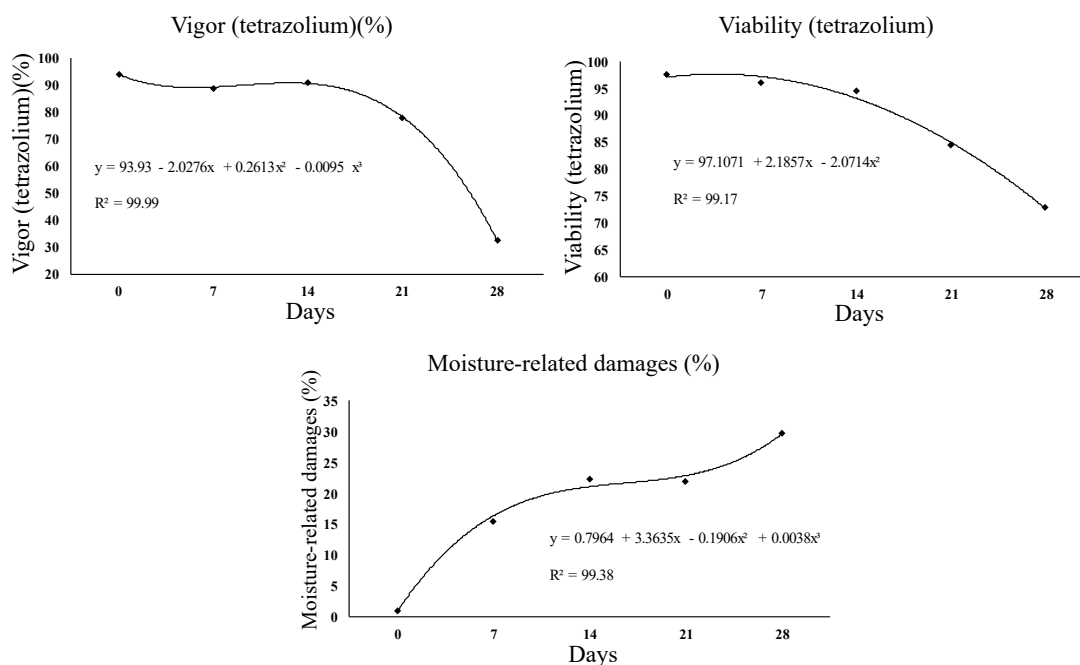 Vigor (tetrazolium)(%)
Vigor (tetrazolium)(%)
100
90
80
70
60
50
40
30
20
y = 93.93 - 2.0276x + 0.2613x² - 0.0095 x³
R² = 99.99
0 7 14 21 28
Days
Viability (tetrazolium)
Viability (tetrazolium)
100
95
90
85
80
75
70
65
60
y = 97.1071 + 2.1857x - 2.0714x²
R² = 99.17
0 7 14 21 28
Days
Moisture-related damages (%)
Moisture-related damages (%)
35
30
25
20
15
10
5
0
y = 0.7964 + 3.3635x - 0.1906x² + 0.0038x³
R² = 99.38
0 7 14 21 28
Days